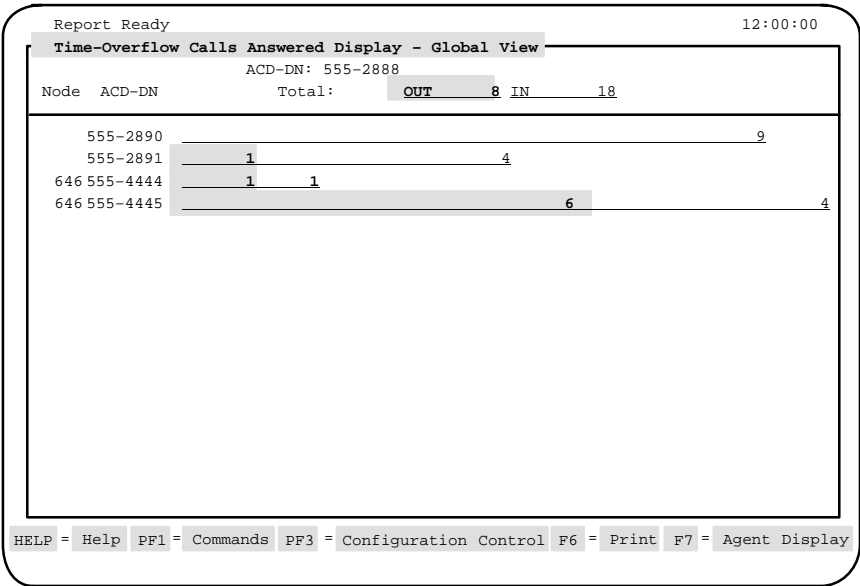 Report Ready 12:00:00
Time-Overflow Calls Answered Display - Global View
ACD-DN: 555-2888
Node ACD-DN Total: OUT 8 IN 18
555-2890 9
555-2891 1 4
646 555-4444 1 1
646 555-4445 6 4
HELP = Help PF1 = Commands PF3 = Configuration Control F6 = Print F7 = Agent Display